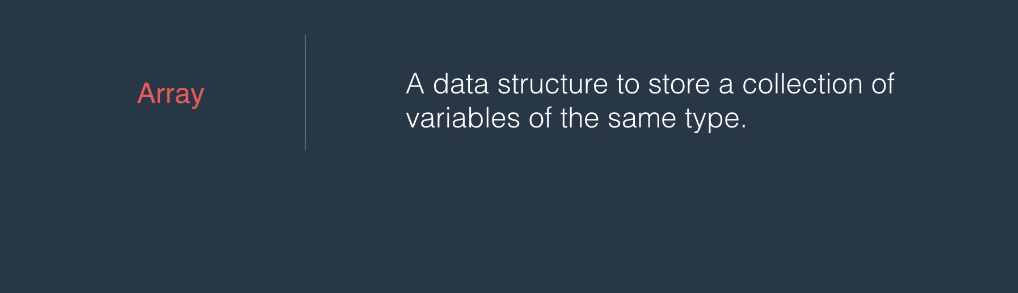 Array
A data structure to store a collection of
variables of the same type.